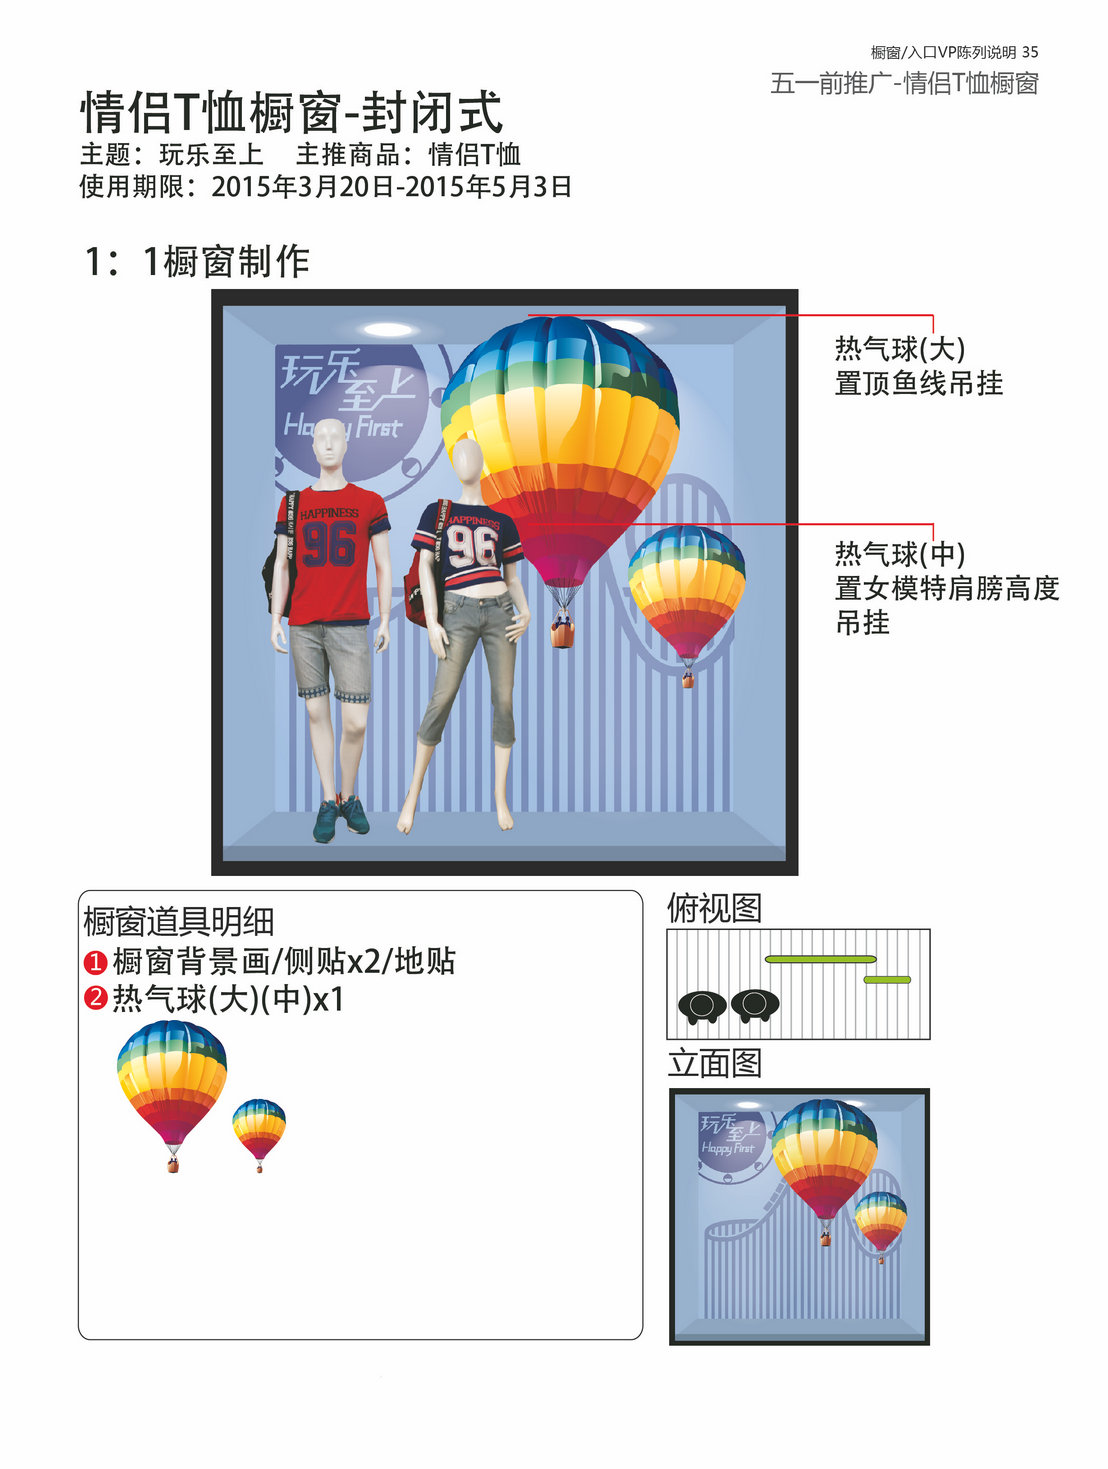 橱窗/入口VP陈列说明 35
五一前推广-情侣T恤橱窗
情侣T恤橱窗-封闭式
主题：玩乐至上 主推商品：情侣T恤
使用期限：2015年3月20日-2015年5月3日
1：1橱窗制作
热气球(大)
置顶鱼线吊挂
玩乐
至上
Happy First
HAPPINESS
96
HAPPINESS
96
热气球(中)
置女模特肩膀高度
吊挂
橱窗道具明细
1 橱窗背景画/侧贴x2/地贴
2 热气球(大)(中)x1
俯视图
立面图
玩乐
至上
Happy First